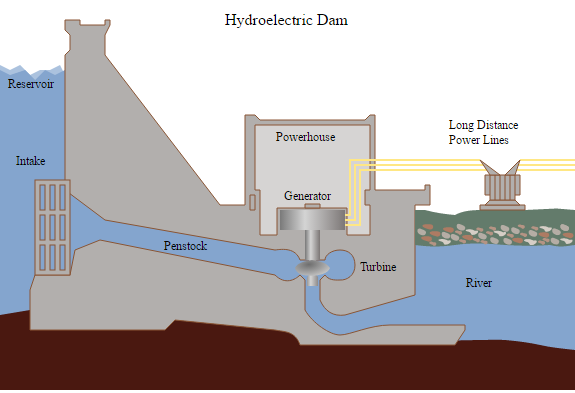 Hydroelectric Dam
Reservoir
Intake
Penstock
Powerhouse
Generator
Turbine
Long Distance
Power Lines
River